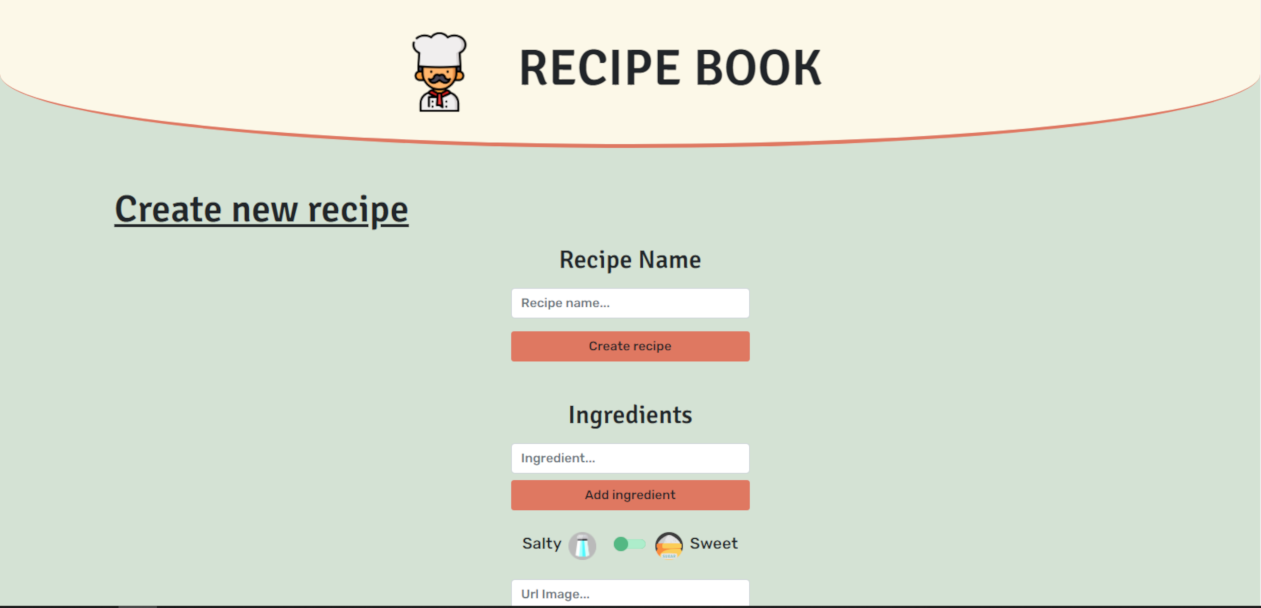 RECIPE BOOK
Create new recipe
Recipe Name
Recipe name...
Create recipe
Ingredients
Ingredient...
Add ingredient
Salty Sweet
Url Image...